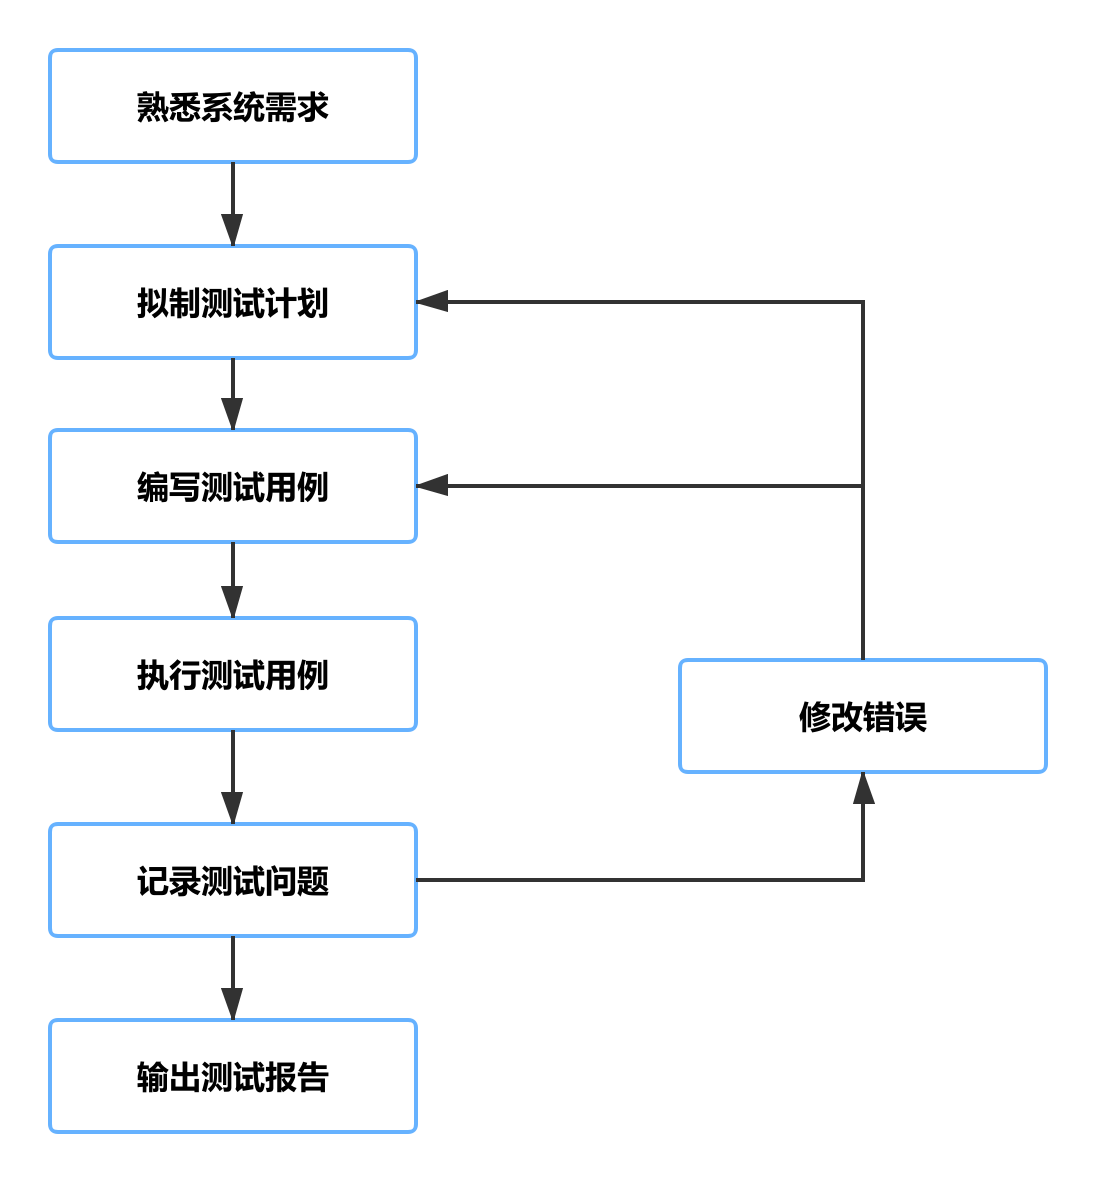 熟悉系统需求
拟制测试计划
编写测试用例
执行测试用例
修改错误
记录测试问题
输出测试报告